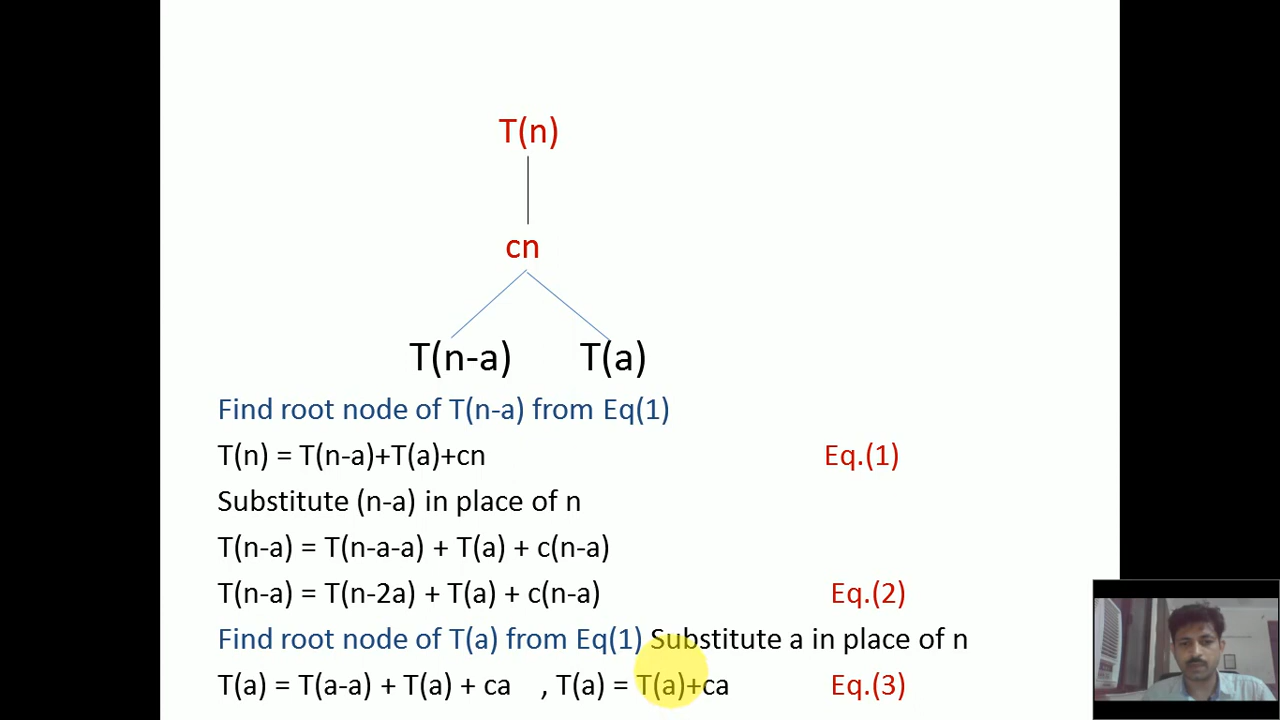 T(n)
cn
T(n-a) T(a)
Find root node of T(n-a) from Eq(1)
T(n) = T(n-a)+T(a)+cn Eq.(1)
Substitute (n-a) in place of n
T(n-a) = T(n-a-a) + T(a) + c(n-a)
T(n-a) = T(n-2a) + T(a) + c(n-a) Eq.(2)
Find root node of T(a) from Eq(1) Substitute a in place of n
T(a) = T(a-a) + T(a) + ca , T(a) = T(a)+ca Eq.(3)